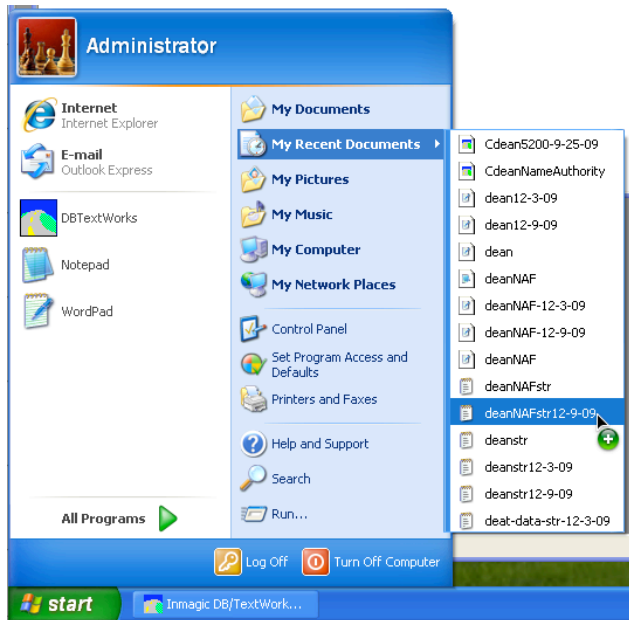 Administrator
Internet
Internet Explorer
E-mail
Outlook Express
DBTextWorks
Notepad
WordPad
All Programs
My Documents
My Recent Documents
My Pictures
My Music
My Computer
My Network Places
Control Panel
Set Program Access and
Defaults
Printers and Faxes
Help and Support
Search
Run...
Cdean5200-9-25-09
CdeanNameAuthority
dean12-3-09
dean12-9-09
dean
deanNAF
deanNAF-12-3-09
deanNAF-12-9-09
deanNAF
deanNAFstr
deanNAFstr12-9-09
deanstr
deanstr12-3-09
deanstr12-9-09
deat-data-str-12-3-09
Log Off
Turn Off Computer
start
Inmagic DB/TextWork...